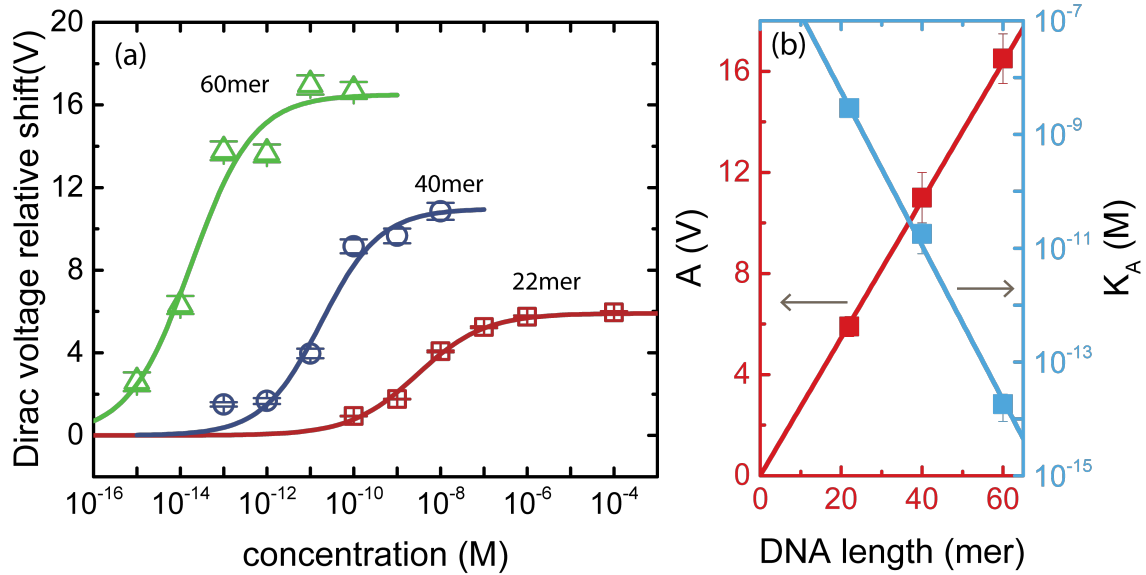 (a)
60mer
40mer
22mer
Dirac voltage relative shift(V)
20
16
12
8
4
0
10⁻¹⁶ 10⁻¹⁴ 10⁻¹² 10⁻¹⁰ 10⁻⁸ 10⁻⁶ 10⁻⁴
concentration (M)
(b)
A (V)
16
12
8
4
0
K_A (M)
10⁻⁷
10⁻⁹
10⁻¹¹
10⁻¹³
10⁻¹⁵
0 20 40 60
DNA length (mer)